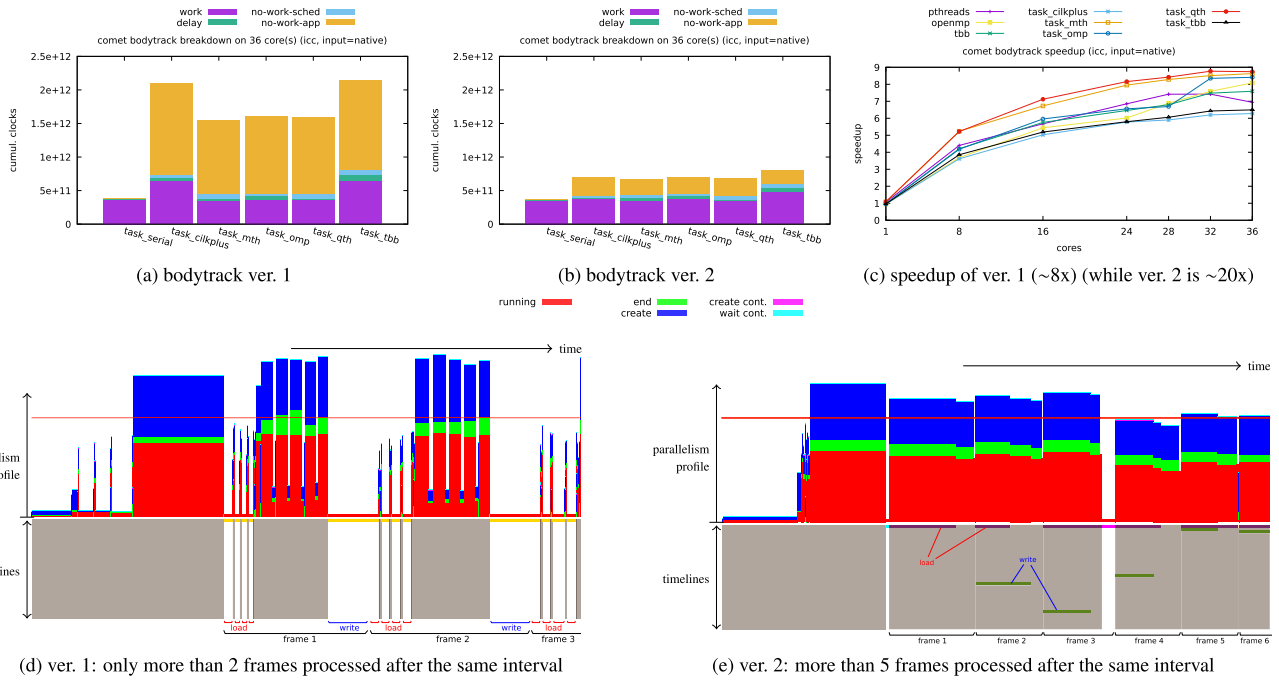 work
no-work-sched
delay
no-work-app
comet bodytrack breakdown on 36 core(s) (icc, input=native)
2.5e+12
2e+12
1.5e+12
1e+12
5e+11
0
cumul. clocks
task_serial
task_cilkplus
task_mth
task_omp
task_qth
task_tbb
(a) bodytrack ver. 1
work
no-work-sched
delay
no-work-app
comet bodytrack breakdown on 36 core(s) (icc, input=native)
2.5e+12
2e+12
1.5e+12
1e+12
5e+11
0
cumul. clocks
task_serial
task_cilkplus
task_mth
task_omp
task_qth
task_tbb
(b) bodytrack ver. 2
pthreads
task_cilkplus
task_qth
openmp
task_mth
task_tbb
tbb
task_omp
comet bodytrack speedup (icc, input=native)
9
8
7
6
5
4
3
2
1
0
speedup
1 8 16 24 28 32 36
cores
(c) speedup of ver. 1 (~8x) (while ver. 2 is ~20x)
running
end
create cont.
create
wait cont.
time
lism
ofile
ines
load
write
load
write
load
frame 1
frame 2
frame 3
(d) ver. 1: only more than 2 frames processed after the same interval
time
parallelism
profile
timelines
load
write
frame 1
frame 2
frame 3
frame 4
frame 5
frame 6
(e) ver. 2: more than 5 frames processed after the same interval